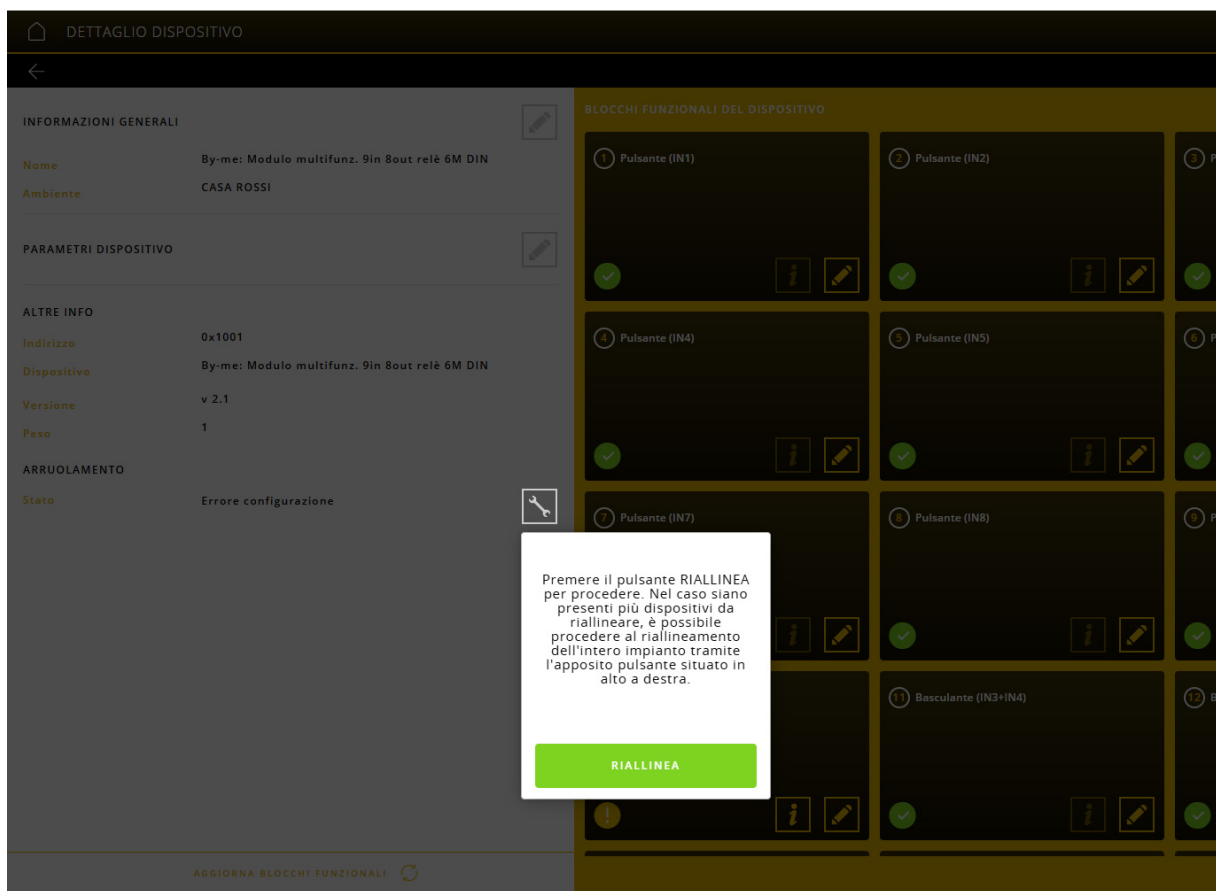 DETTAGLIO DISPOSITIVO
INFORMAZIONI GENERALI
Nome By-me: Modulo multifunz. 9in 8out relè 6M DIN
Ambiente CASA ROSSI
PARAMETRI DISPOSITIVO
ALTRE INFO
Indirizzo 0x1001
Dispositivo By-me: Modulo multifunz. 9in 8out relè 6M DIN
Versione v 2.1
Peso 1
ARRUOLAMENTO
Stato Errore configurazione
AGGIORNA BLOCCHI FUNZIONALI
BLOCCHI FUNZIONALI DEL DISPOSITIVO
1 Pulsante (IN1)
2 Pulsante (IN2)
3 P
4 Pulsante (IN4)
5 Pulsante (IN5)
6 P
7 Pulsante (IN7)
8 Pulsante (IN8)
9 P
11 Basculante (IN3+IN4)
12 B
Premere il pulsante RIALLINEA
per procedere. Nel caso siano
presenti più dispositivi da
riallineare, è possibile
procedere al riallineamento
dell'intero impianto tramite
l'apposito pulsante situato in
alto a destra.
RIALLINEA